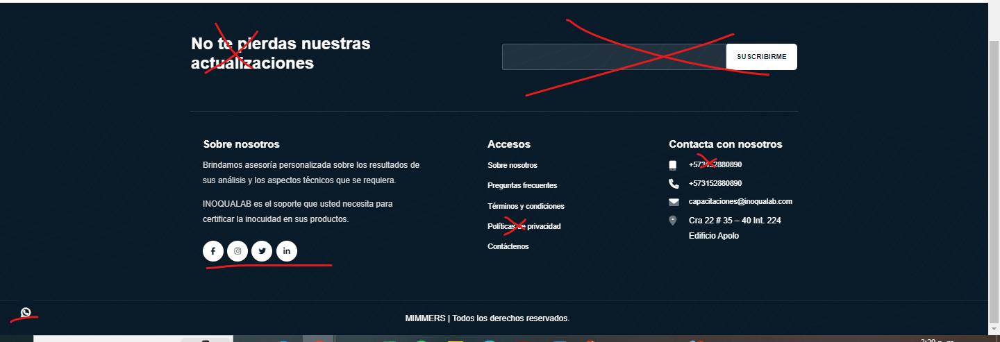 No te pierdas nuestras
actualizaciones
SUSCRIBIRME
Sobre nosotros
Brindamos asesoría personalizada sobre los resultados de
sus análisis y los aspectos técnicos que se requiera.
INOQUALAB es el soporte que usted necesita para
certificar la inocuidad en sus productos.
Accesos
Sobre nosotros
Preguntas frecuentes
Términos y condiciones
Políticas de privacidad
Contáctenos
Contacta con nosotros
+573152880890
+573152880890
capacitaciones@inoqualab.com
Cra 22 # 35 – 40 Int. 224
Edificio Apolo
MIMMERS | Todos los derechos reservados.